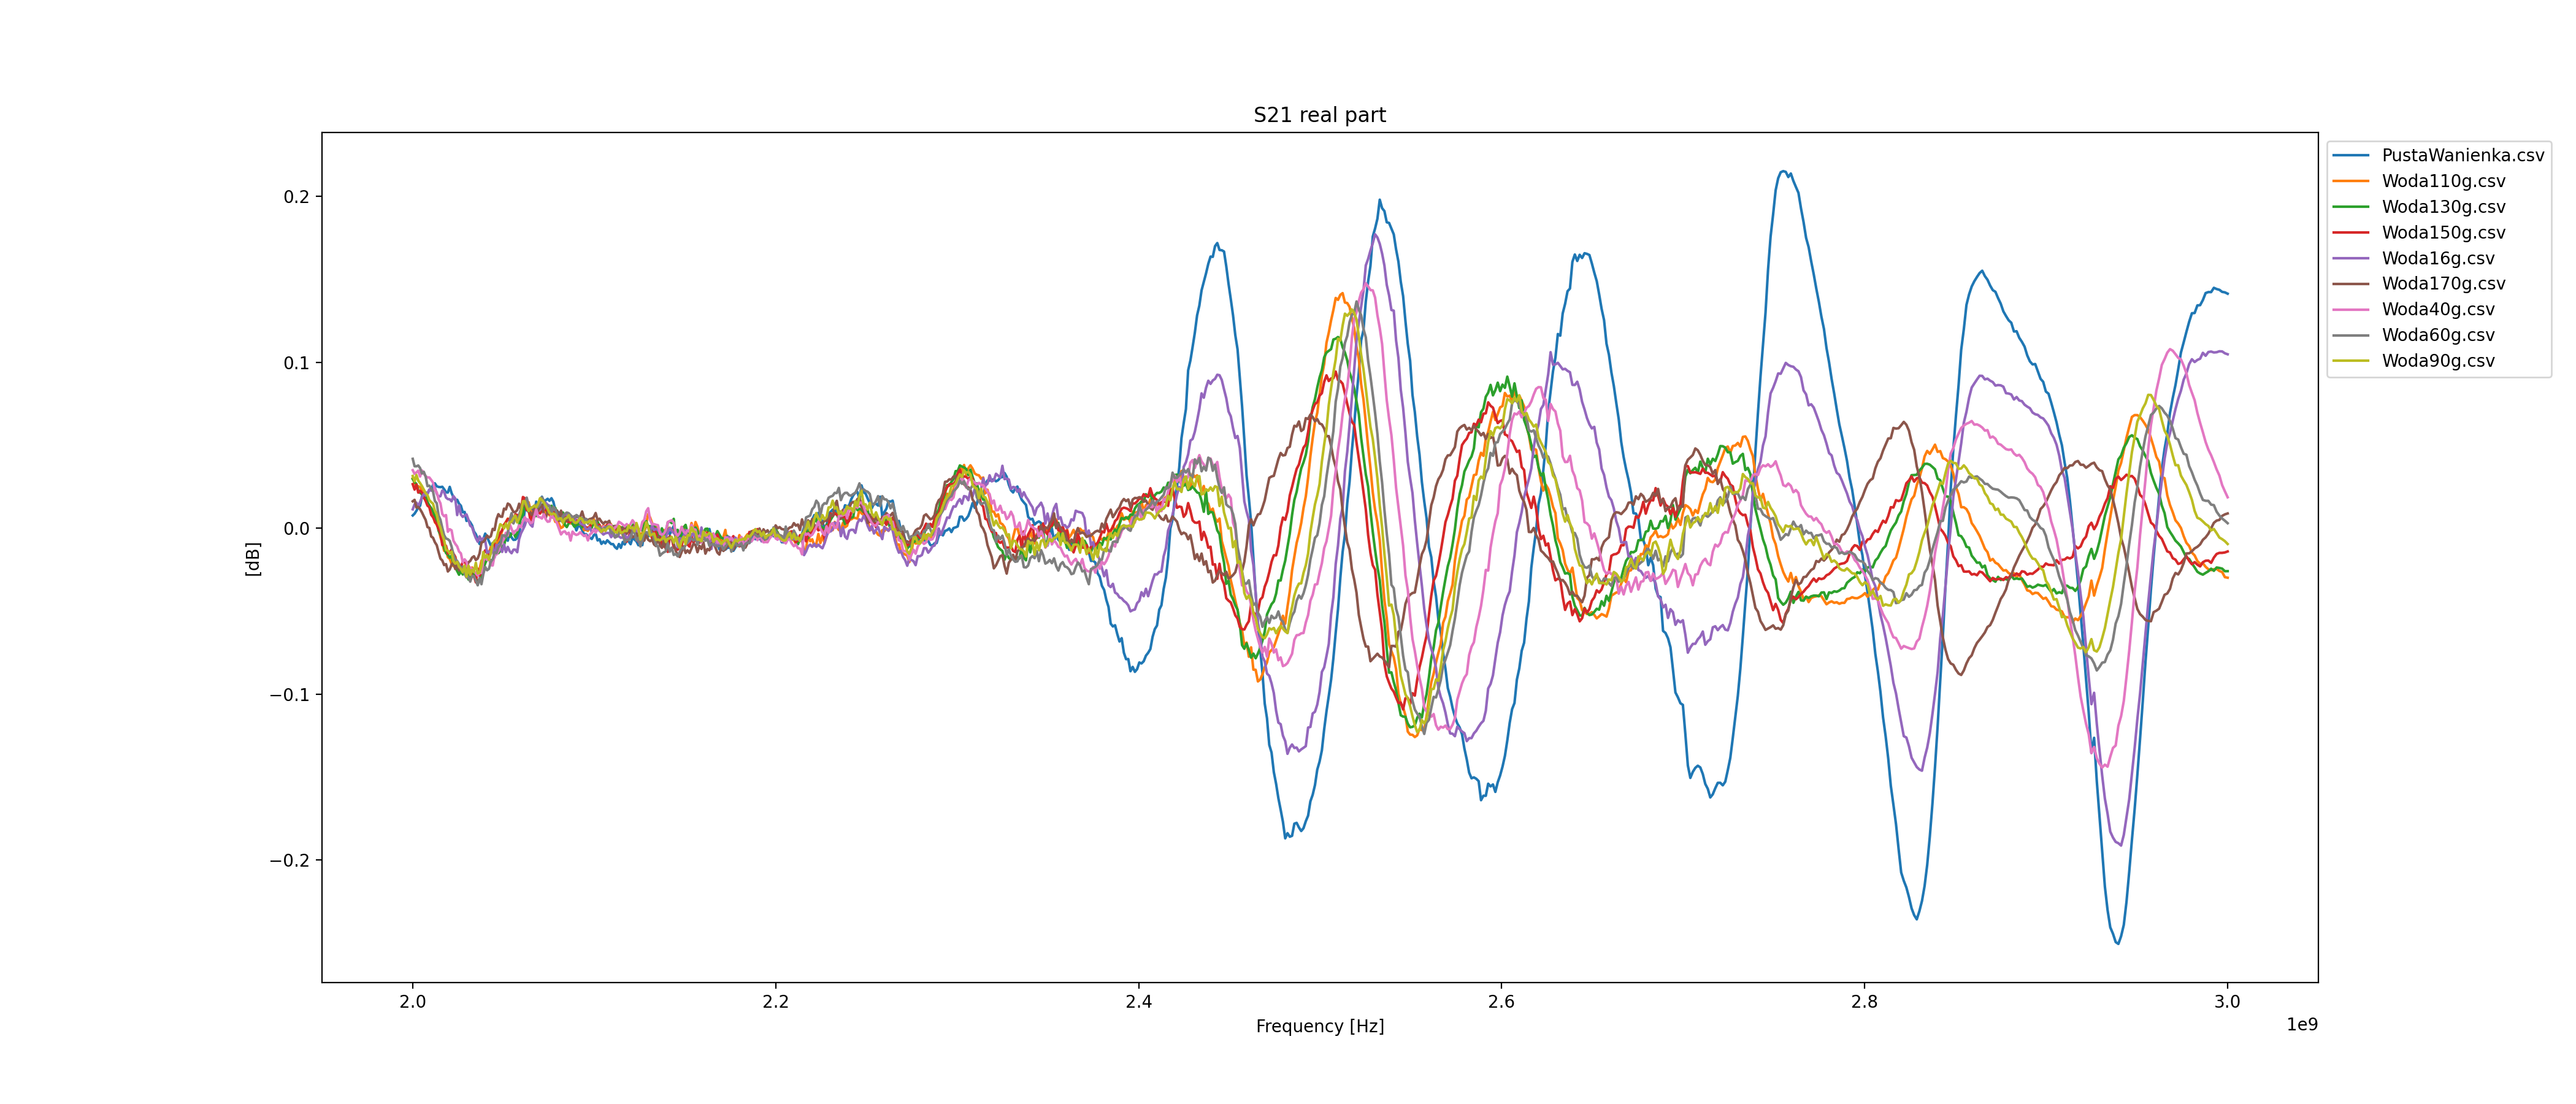 S21 real part
PustaWanienka.csv
Woda110g.csv
Woda130g.csv
Woda150g.csv
Woda16g.csv
Woda170g.csv
Woda40g.csv
Woda60g.csv
Woda90g.csv
0.2
0.1
0.0
−0.1
−0.2
[dB]
2.0 2.2 2.4 2.6 2.8 3.0
Frequency [Hz]
1e9